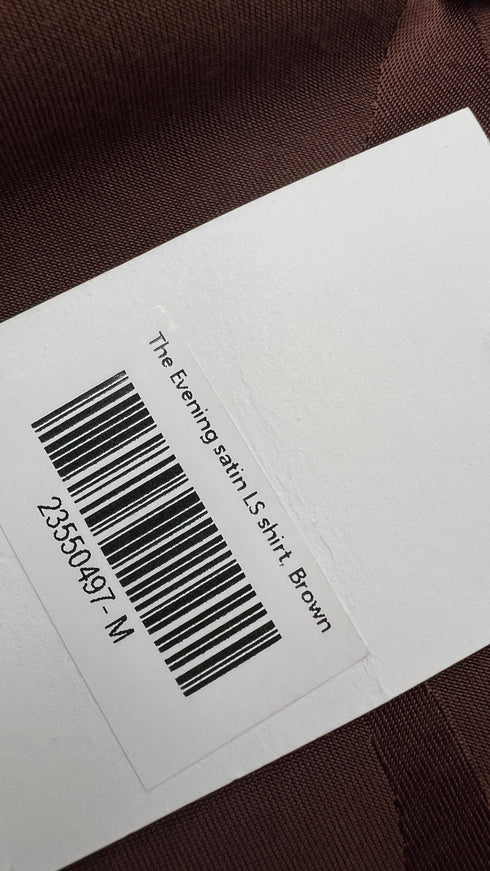 The Evening satin LS shirt, Brown
23550497- M